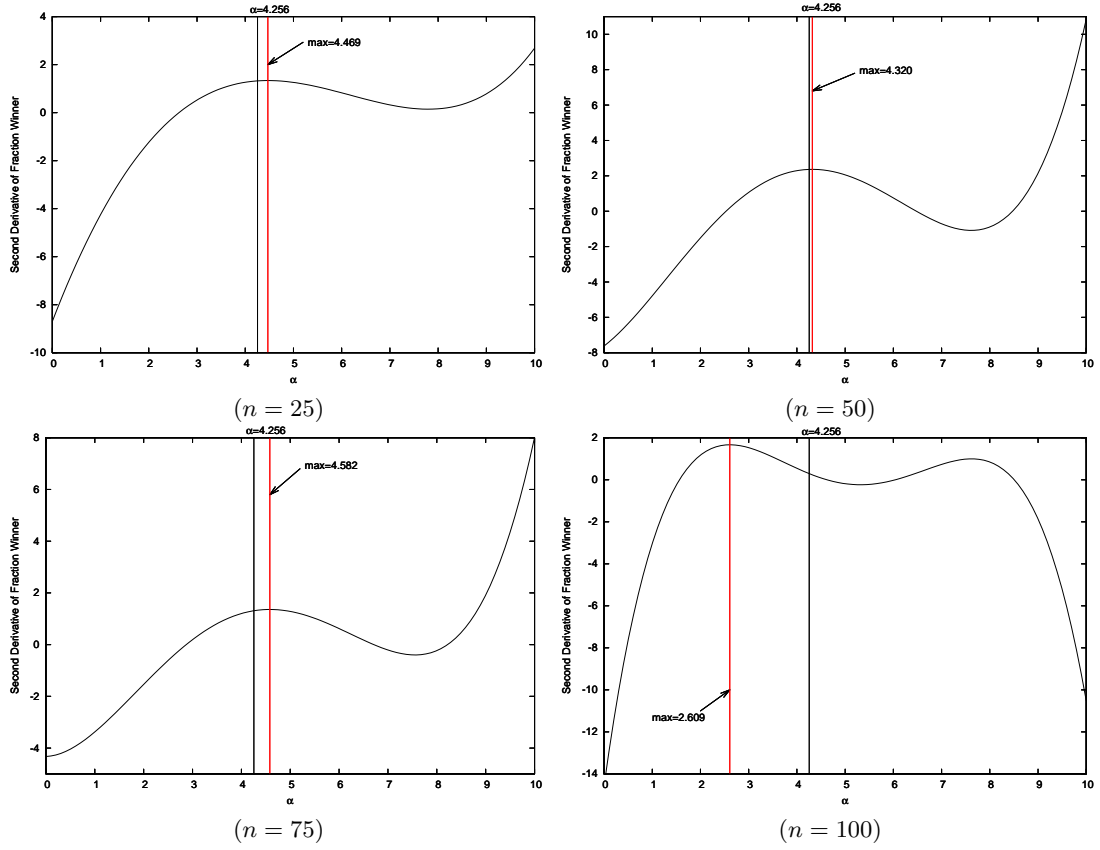 α=4.256
4
2
0
-2
-4
-6
-8
-10
0 1 2 3 4 5 6 7 8 9 10
max=4.469
Second Derivative of Fraction Winner
α
(n = 25)
α=4.256
10
8
6
4
2
0
-2
-4
-6
-8
0 1 2 3 4 5 6 7 8 9 10
max=4.320
Second Derivative of Fraction Winner
α
(n = 50)
α=4.256
8
6
4
2
0
-2
-4
0 1 2 3 4 5 6 7 8 9 10
max=4.582
Second Derivative of Fraction Winner
α
(n = 75)
α=4.256
2
0
-2
-4
-6
-8
-10
-12
-14
0 1 2 3 4 5 6 7 8 9 10
max=2.609
Second Derivative of Fraction Winner
α
(n = 100)